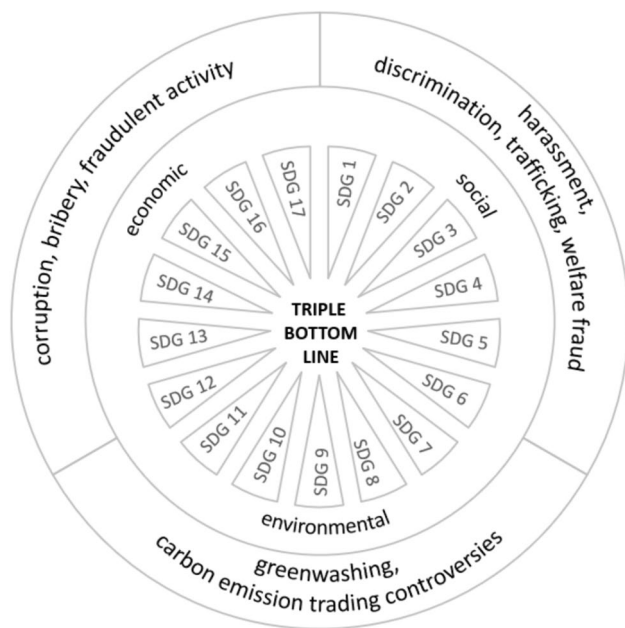 corruption, bribery, fraudulent activity
harassment,
discrimination, trafficking, welfare fraud
greenwashing,
carbon emission trading controversies
economic
social
environmental
SDG 1
SDG 2
SDG 3
SDG 4
SDG 5
SDG 6
SDG 7
SDG 8
SDG 9
SDG 10
SDG 11
SDG 12
SDG 13
SDG 14
SDG 15
SDG 16
SDG 17
TRIPLE
BOTTOM
LINE